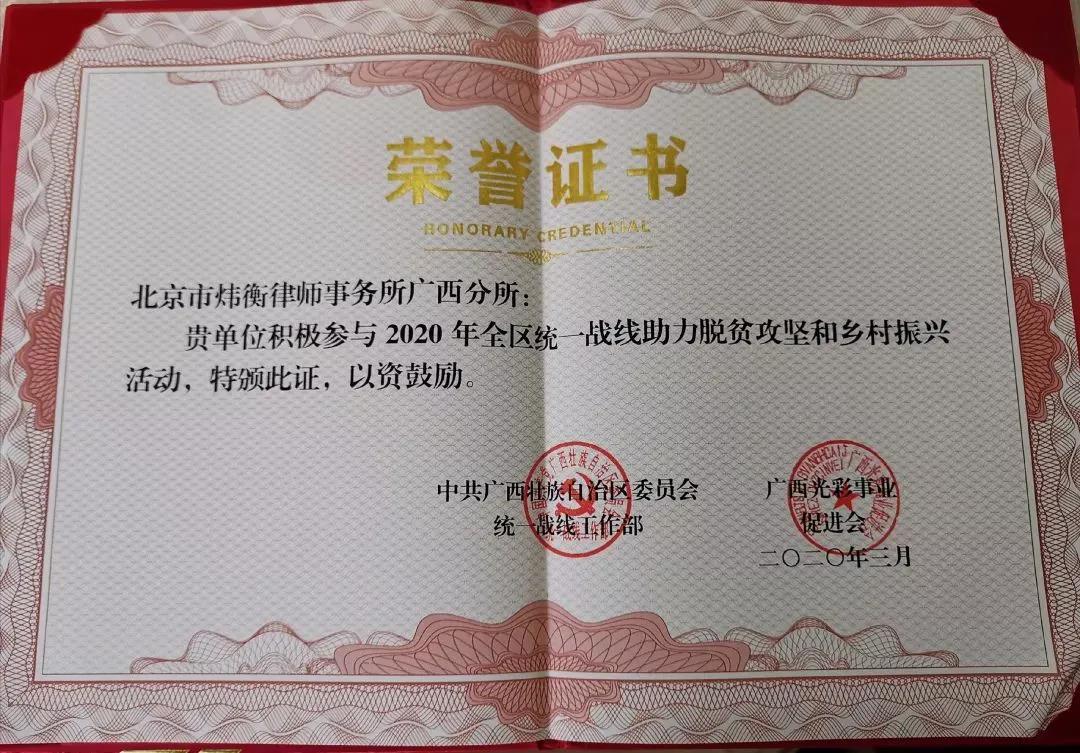 荣誉证书
HONORARY CREDENTIAL
北京市炜衡律师事务所广西分所：
贵单位积极参与2020年全区统一战线助力脱贫攻坚和乡村振兴
活动，特颁此证，以资鼓励。
中共广西壮族自治区委员会
统一战线工作部
广西光彩事业
促进会
二〇二〇年三月